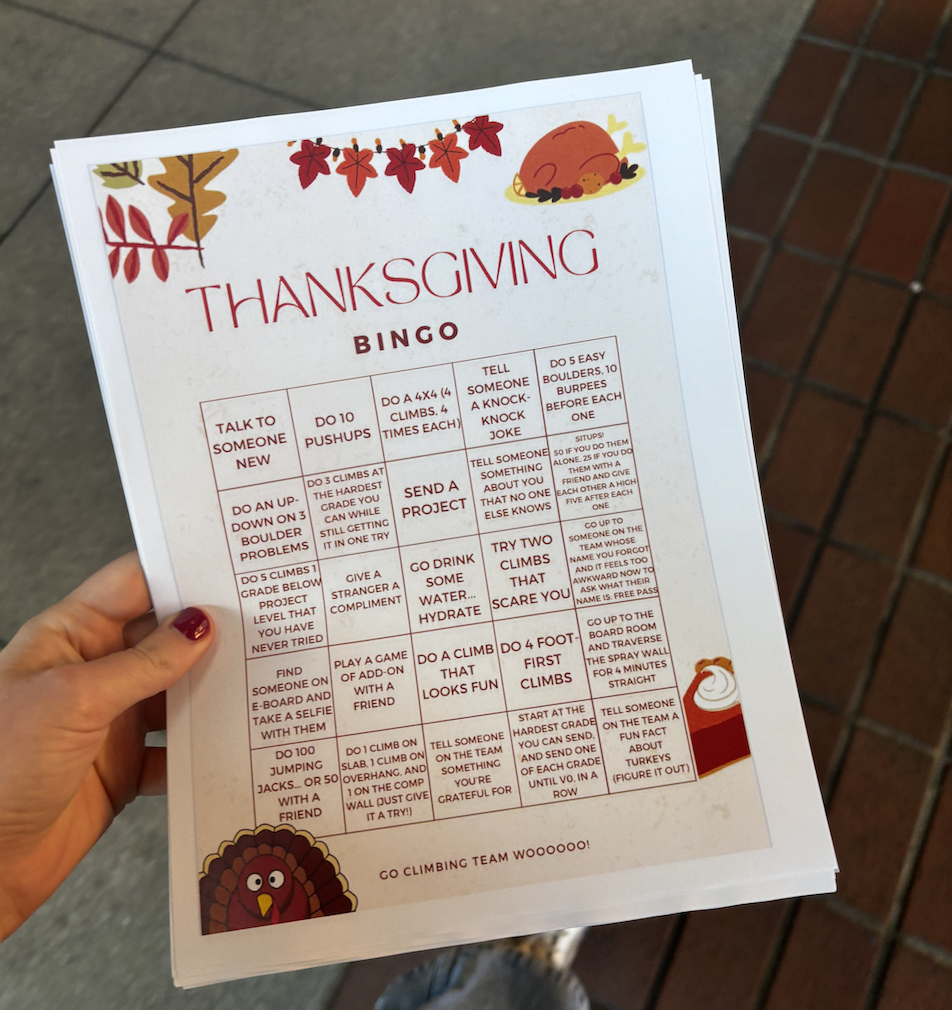 THANKSGIVING
BINGO
TALK TO
SOMEONE
NEW
DO 10
PUSHUPS
DO A 4X4 (4
CLIMBS, 4
TIMES EACH)
TELL
SOMEONE
A KNOCK-
KNOCK
JOKE
DO 5 EASY
BOULDERS, 10
BURPEES
BEFORE EACH
ONE
DO AN UP-
DOWN ON 3
BOULDER
PROBLEMS
DO 3 CLIMBS AT
THE HARDEST
GRADE YOU
CAN WHILE
STILL GETTING
IT IN ONE TRY
SEND A
PROJECT
TELL SOMEONE
SOMETHING
ABOUT YOU
THAT NO ONE
ELSE KNOWS
SITUPS!
50 IF YOU DO THEM
ALONE, 25 IF YOU DO
THEM WITH A
FRIEND AND GIVE
EACH OTHER A HIGH
FIVE AFTER EACH
ONE
DO 5 CLIMBS 1
GRADE BELOW
PROJECT
LEVEL THAT
YOU HAVE
NEVER TRIED
GIVE A
STRANGER A
COMPLIMENT
GO DRINK
SOME
WATER...
HYDRATE
TRY TWO
CLIMBS
THAT
SCARE YOU
GO UP TO
SOMEONE ON THE
TEAM WHOSE
NAME YOU FORGOT
AND IT FEELS TOO
AWKWARD NOW TO
ASK WHAT THEIR
NAME IS: FREE PASS
FIND
SOMEONE ON
E-BOARD AND
TAKE A SELFIE
WITH THEM
PLAY A GAME
OF ADD-ON
WITH A
FRIEND
DO A CLIMB
THAT
LOOKS FUN
DO 4 FOOT-
FIRST
CLIMBS
GO UP TO THE
BOARD ROOM
AND TRAVERSE
THE SPRAY WALL
FOR 4 MINUTES
STRAIGHT
DO 100
JUMPING
JACKS... OR 50
WITH A
FRIEND
DO 1 CLIMB ON
SLAB, 1 CLIMB ON
OVERHANG, AND
1 ON THE COMP
WALL (JUST GIVE
IT A TRY!)
TELL SOMEONE
ON THE TEAM
SOMETHING
YOU'RE
GRATEFUL FOR
START AT THE
HARDEST GRADE
YOU CAN SEND,
AND SEND ONE
OF EACH GRADE
UNTIL V0, IN A
ROW
TELL SOMEONE
ON THE TEAM A
FUN FACT
ABOUT
TURKEYS
(FIGURE IT OUT)
GO CLIMBING TEAM WOOOOOO!